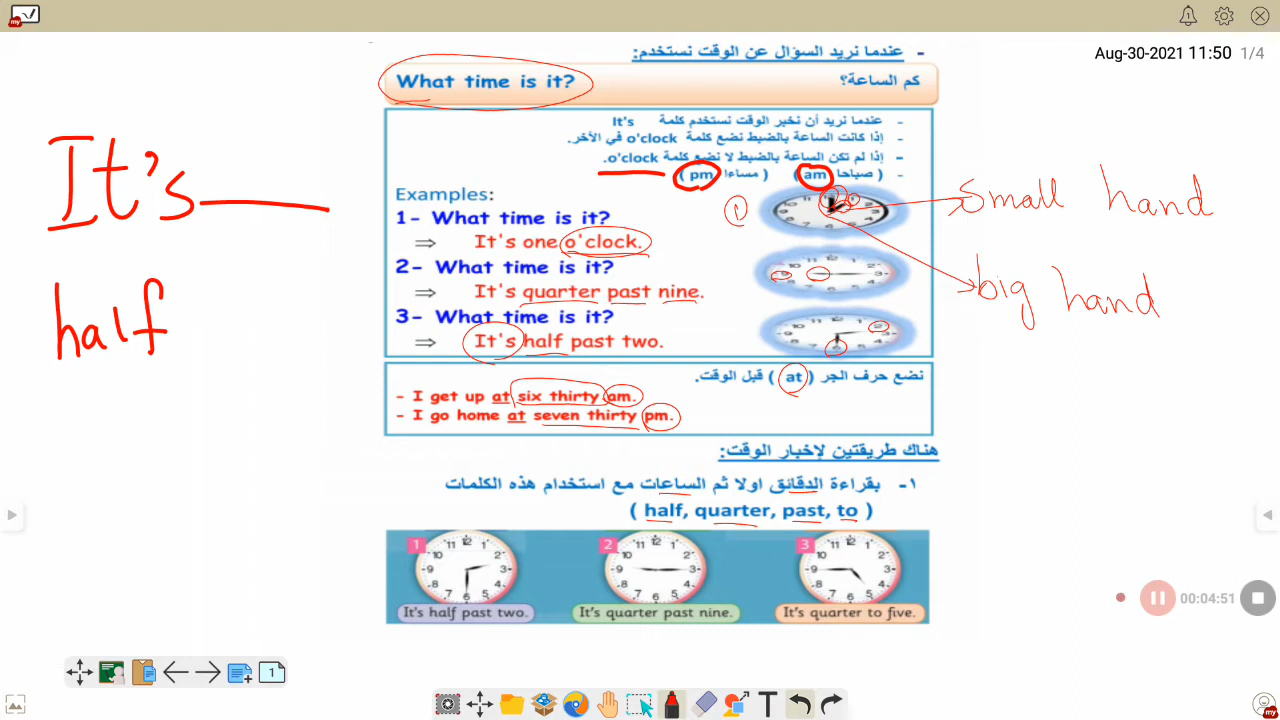 Aug-30-2021 11:50 1/4
- عندما نريد السؤال عن الوقت نستخدم:
What time is it? كم الساعة؟
- عندما نريد أن نخبر الوقت نستخدم كلمة It's
- إذا كانت الساعة بالضبط نضع كلمة o'clock في الآخر.
- إذا لم تكن الساعة بالضبط لا نضع كلمة o'clock.
- ( صباحا am ) ( مساءا pm )
Examples:
1- What time is it?
⇒ It's one o'clock.
2- What time is it?
⇒ It's quarter past nine.
3- What time is it?
⇒ It's half past two.
It's
half
1
small hand
big hand
نضع حرف الجر ( at ) قبل الوقت.
- I get up at six thirty am.
- I go home at seven thirty pm.
هناك طريقتين لإخبار الوقت:
١- بقراءة الدقائق اولا ثم الساعات مع استخدام هذه الكلمات
( half, quarter, past, to )
1 2 3
It's half past two. It's quarter past nine. It's quarter to five.
00:04:51
1
T
my